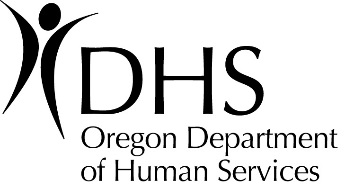 DHS
Oregon Department
of Human Services